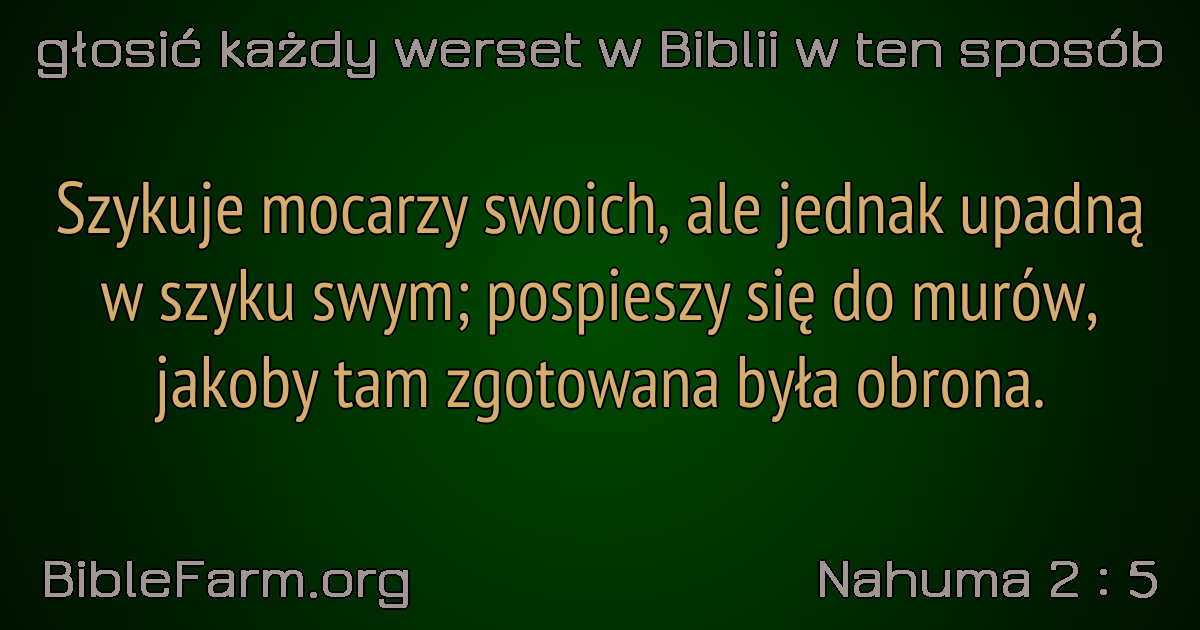 głosić każdy werset w Biblii w ten sposób
Szykuje mocarzy swoich, ale jednak upadną
w szyku swym; pospieszy się do murów,
jakoby tam zgotowana była obrona.
BibleFarm.org
Nahuma 2 : 5